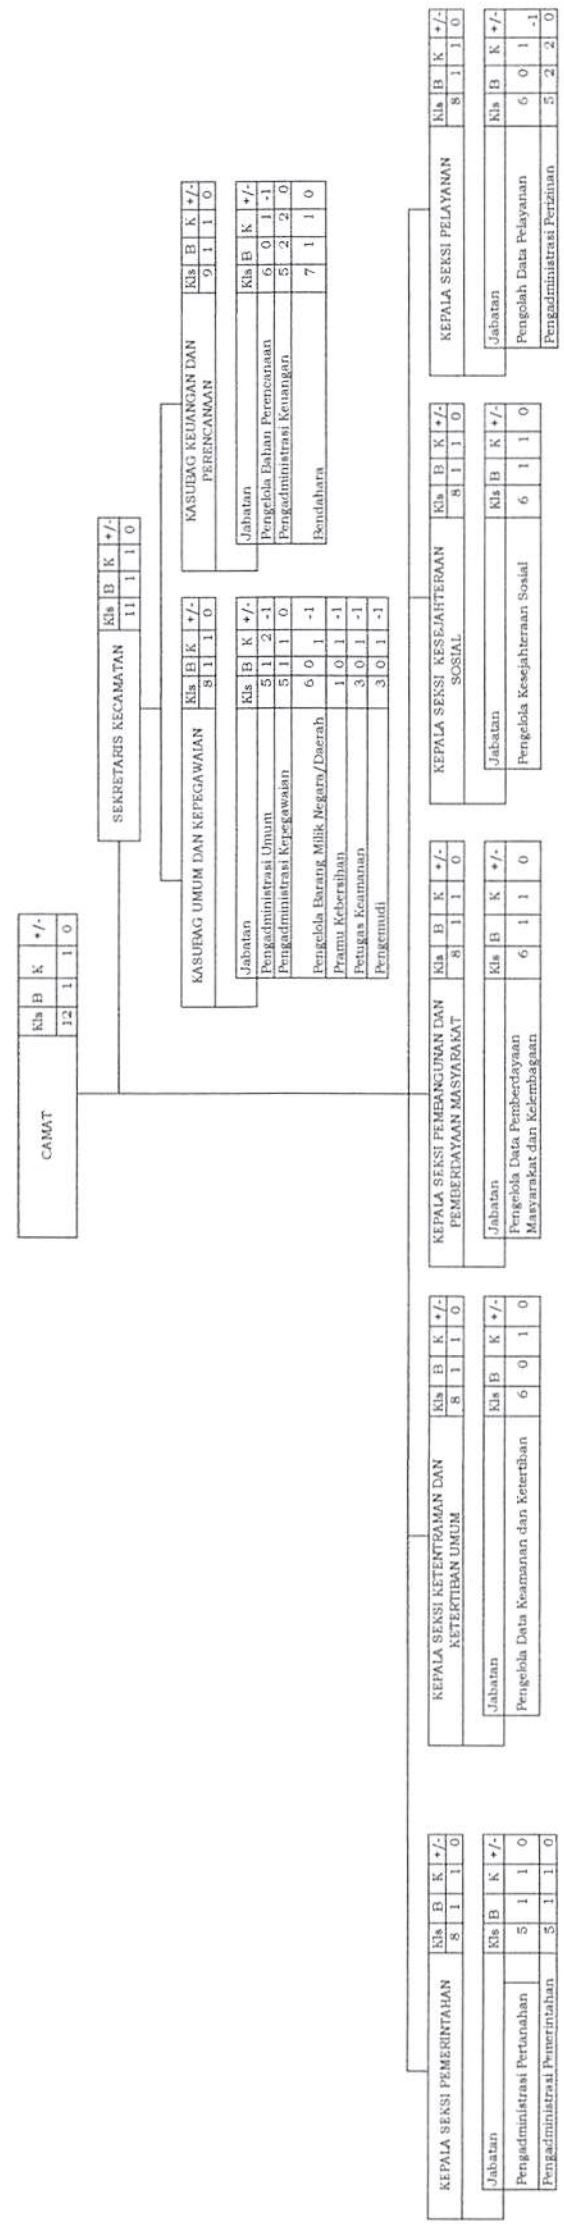 CAMAT
Kls B K +/-
12 1 1 0
SEKRETARIS KECAMATAN
Kls B K +/-
11 1 1 0
KASUBAG UMUM DAN KEPEGAWAIAN
Kls B K +/-
8 1 1 0
Jabatan Kls B K +/-
Pengadministrasi Umum 5 1 2 -1
Pengadministrasi Kepegawaian 5 1 1 0
Pengelola Barang Milik Negara/Daerah 6 0 1 -1
Pramu Kebersihan 1 0 1 -1
Petugas Keamanan 3 0 1 -1
Pengemudi 3 0 1 -1
KASUBAG KEUANGAN DAN
PERENCANAAN
Kls B K +/-
9 1 1 0
Jabatan Kls B K +/-
Pengelola Bahan Perencanaan 6 0 1 -1
Pengadministrasi Keuangan 5 2 2 0
Bendahara 7 1 1 0
KEPALA SEKSI PEMERINTAHAN
Kls B K +/-
8 1 1 0
Jabatan Kls B K +/-
Pengadministrasi Pertanahan 5 1 1 0
Pengadministrasi Pemerintahan 5 1 1 0
KEPALA SEKSI KETENTRAMAN DAN
KETERTIBAN UMUM
Kls B K +/-
8 1 1 0
Jabatan Kls B K +/-
Pengelola Data Keamanan dan Ketertiban 6 0 1 0
KEPALA SEKSI PEMBANGUNAN DAN
PEMBERDAYAAN MASYARAKAT
Kls B K +/-
8 1 1 0
Jabatan Kls B K +/-
Pengelola Data Pemberdayaan
Masyarakat dan Kelembagaan 6 1 1 0
KEPALA SEKSI KESEJAHTERAAN
SOSIAL
Kls B K +/-
8 1 1 0
Jabatan Kls B K +/-
Pengelola Kesejahteraan Sosial 6 1 1 0
KEPALA SEKSI PELAYANAN
Kls B K +/-
8 1 1 0
Jabatan Kls B K +/-
Pengolah Data Pelayanan 6 0 1 -1
Pengadministrasi Perizinan 5 2 2 0